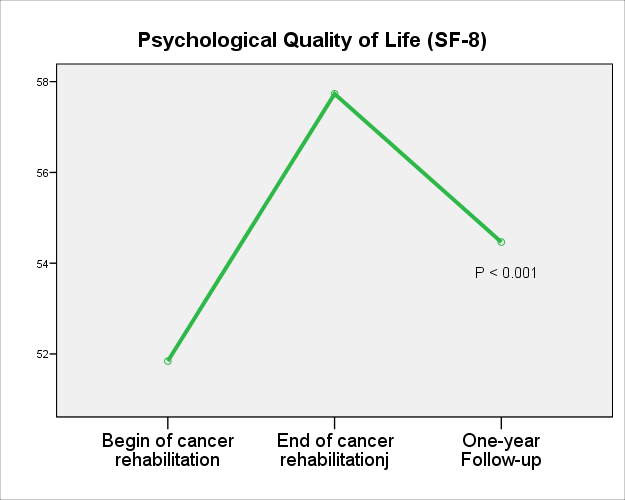 Psychological Quality of Life (SF-8)
58
56
54
52
P < 0.001
Begin of cancer
rehabilitation
End of cancer
rehabilitationj
One-year
Follow-up